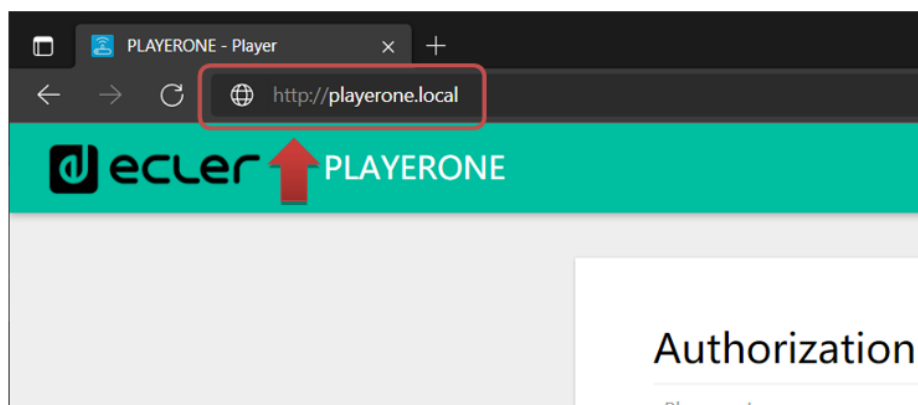 PLAYERONE - Player
http://playerone.local
ecler PLAYERONE
Authorization